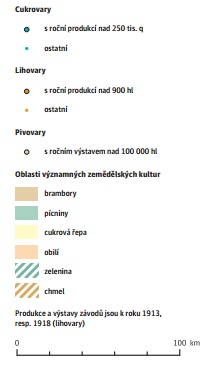 Cukrovary
s roční produkcí nad 250 tis. q
ostatní
Lihovary
s roční produkcí nad 900 hl
ostatní
Pivovary
s ročním výstavem nad 100 000 hl
Oblasti významných zemědělských kultur
brambory
pícniny
cukrová řepa
obilí
zelenina
chmel
Produkce a výstavy závodů jsou k roku 1913,
resp. 1918 (lihovary)
0 100 km